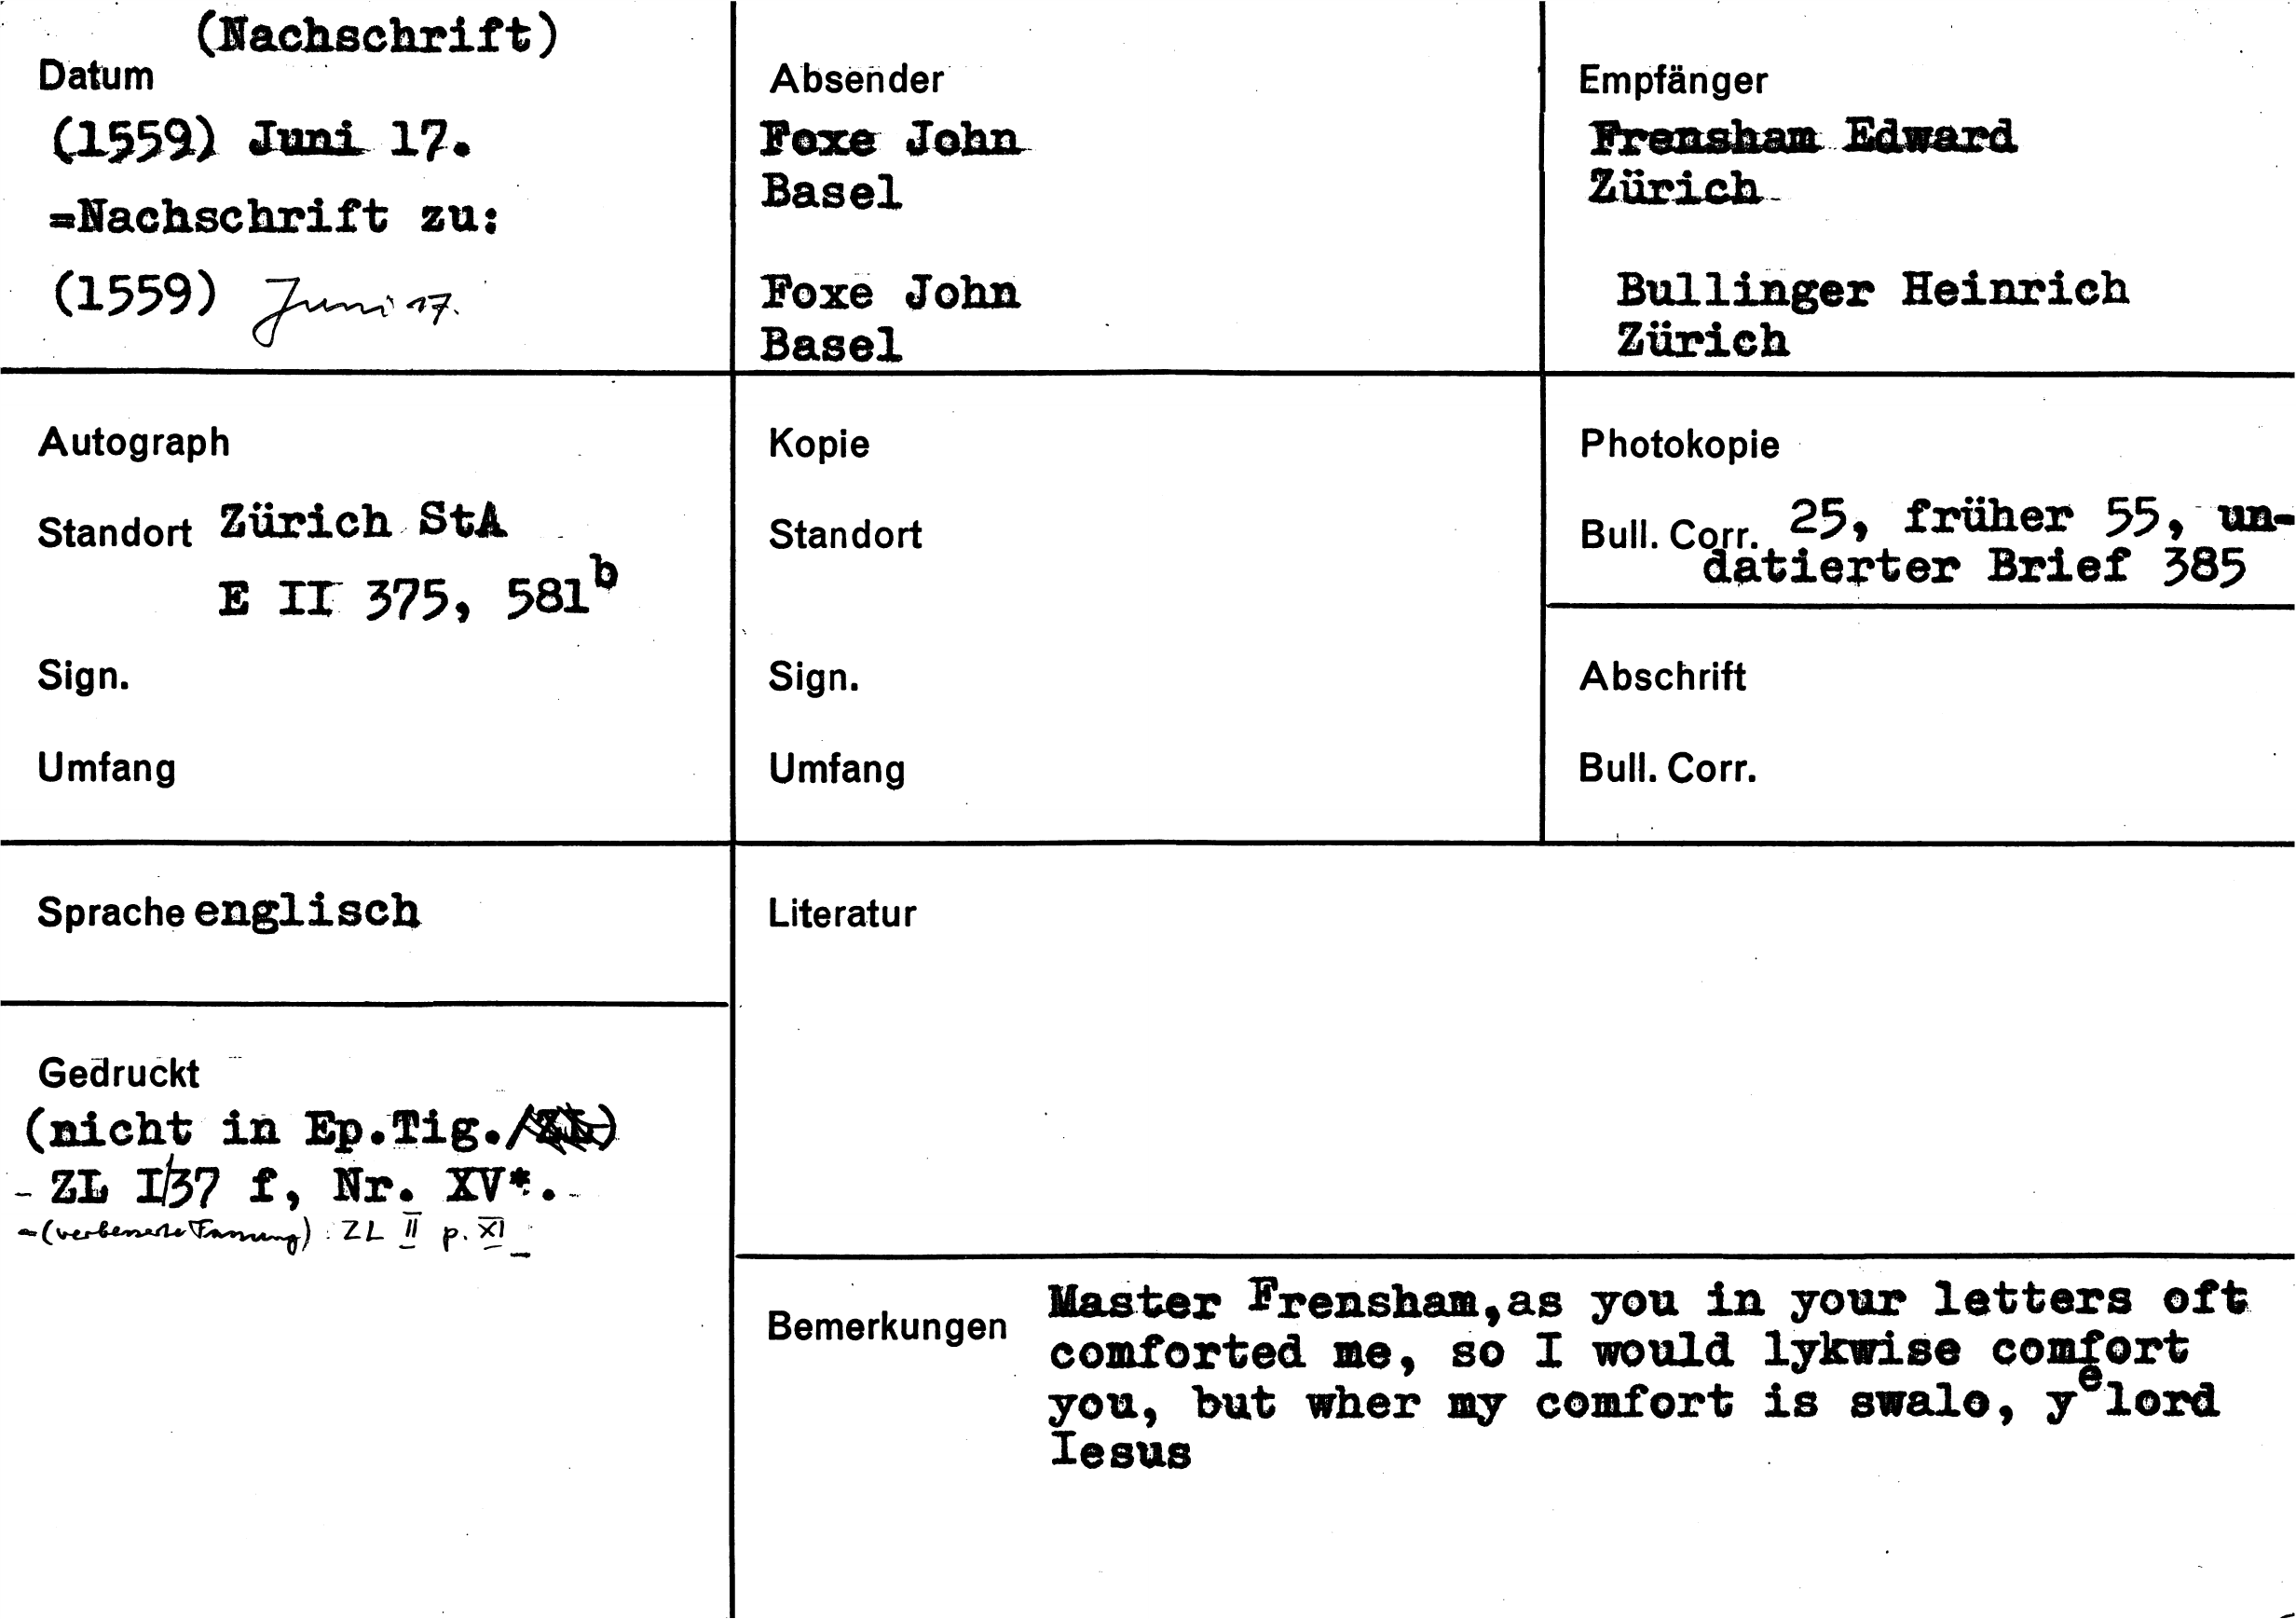 (Nachschrift)
Datum
(1559) Juni 17.
=Nachschrift zu:
(1559) Juni 17.
Absender
Foxe John
Basel
Foxe John
Basel
Empfänger
Frensham Edward
Zürich
Bullinger Heinrich
Zürich
Autograph
Standort Zürich StA
E II 375, 581b
Sign.
Umfang
Kopie
Standort
Sign.
Umfang
Photokopie
Bull. Corr. 25, früher 55, un-
datierter Brief 385
Abschrift
Bull. Corr.
Sprache englisch
Gedruckt
(nicht in Ep.Tig.)
- ZL I/37 f, Nr. XV*.
= (verbesserte Fassung) : ZL II p. XI
Literatur
Bemerkungen
Master Frensham,as you in your letters oft
comforted me, so I would lykwise comfort
you, but wher my comfort is swalo, ye lord
Iesus